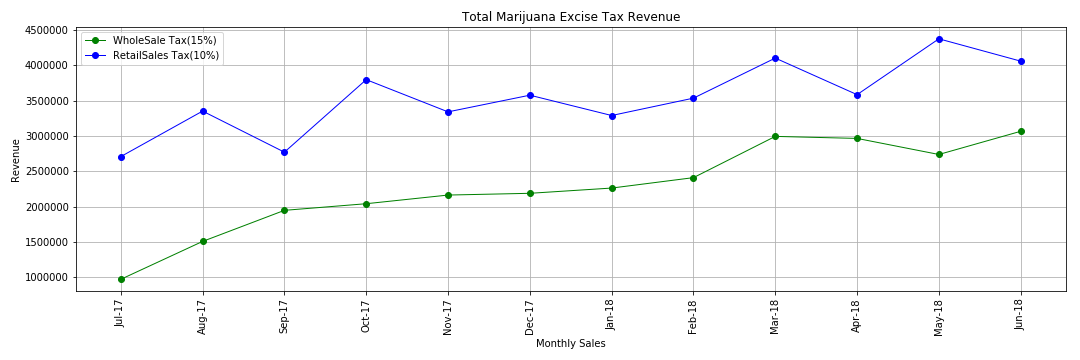 Total Marijuana Excise Tax Revenue
WholeSale Tax(15%)
RetailSales Tax(10%)
Revenue
4500000
4000000
3500000
3000000
2500000
2000000
1500000
1000000
Jul-17
Aug-17
Sep-17
Oct-17
Nov-17
Dec-17
Jan-18
Feb-18
Mar-18
Apr-18
May-18
Jun-18
Monthly Sales